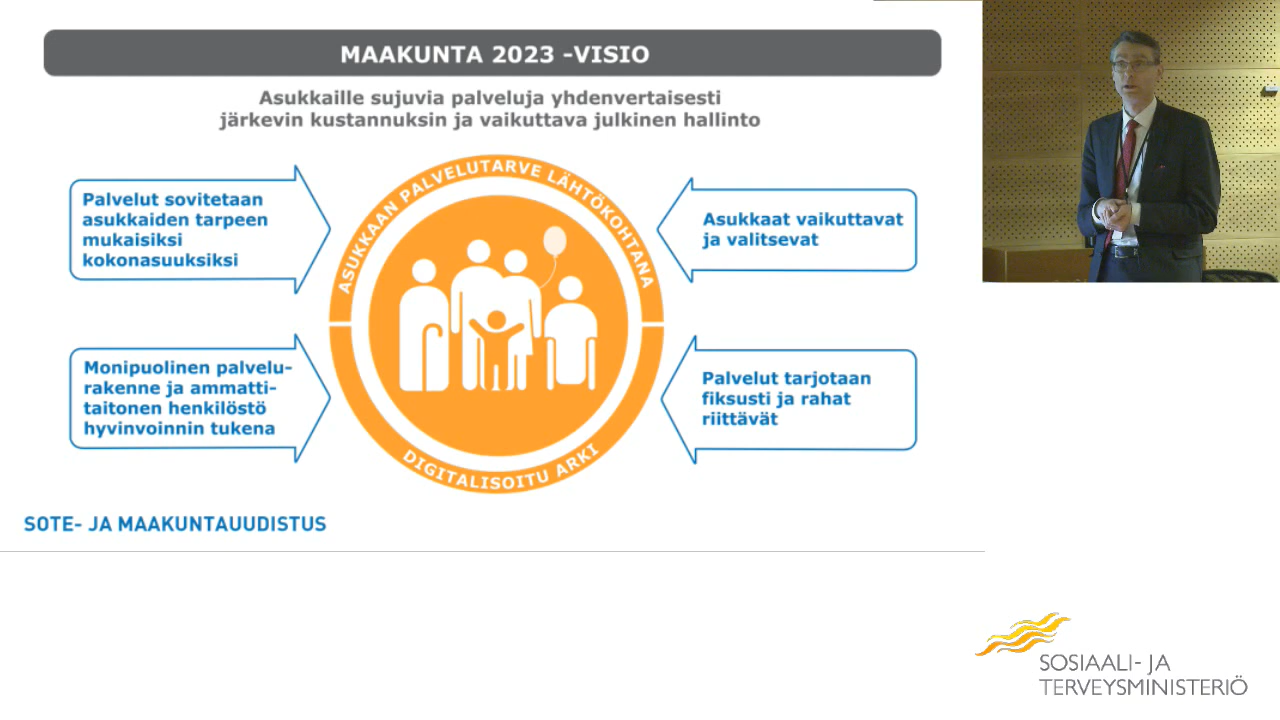 MAAKUNTA 2023 -VISIO
Asukkaille sujuvia palveluja yhdenvertaisesti
järkevin kustannuksin ja vaikuttava julkinen hallinto
ASUKKAAN PALVELUTARVE LÄHTÖKOHTANA
Palvelut sovitetaan
asukkaiden tarpeen
mukaisiksi
kokonasuuksiksi
Asukkaat vaikuttavat
ja valitsevat
Monipuolinen palvelu-
rakenne ja ammatti-
taitonen henkilöstö
hyvinvoinnin tukena
Palvelut tarjotaan
fiksusti ja rahat
riittävät
DIGITALISOITU ARKI
SOTE- JA MAAKUNTAUUDISTUS
SOSIAALI- JA
TERVEYSMINISTERIÖ